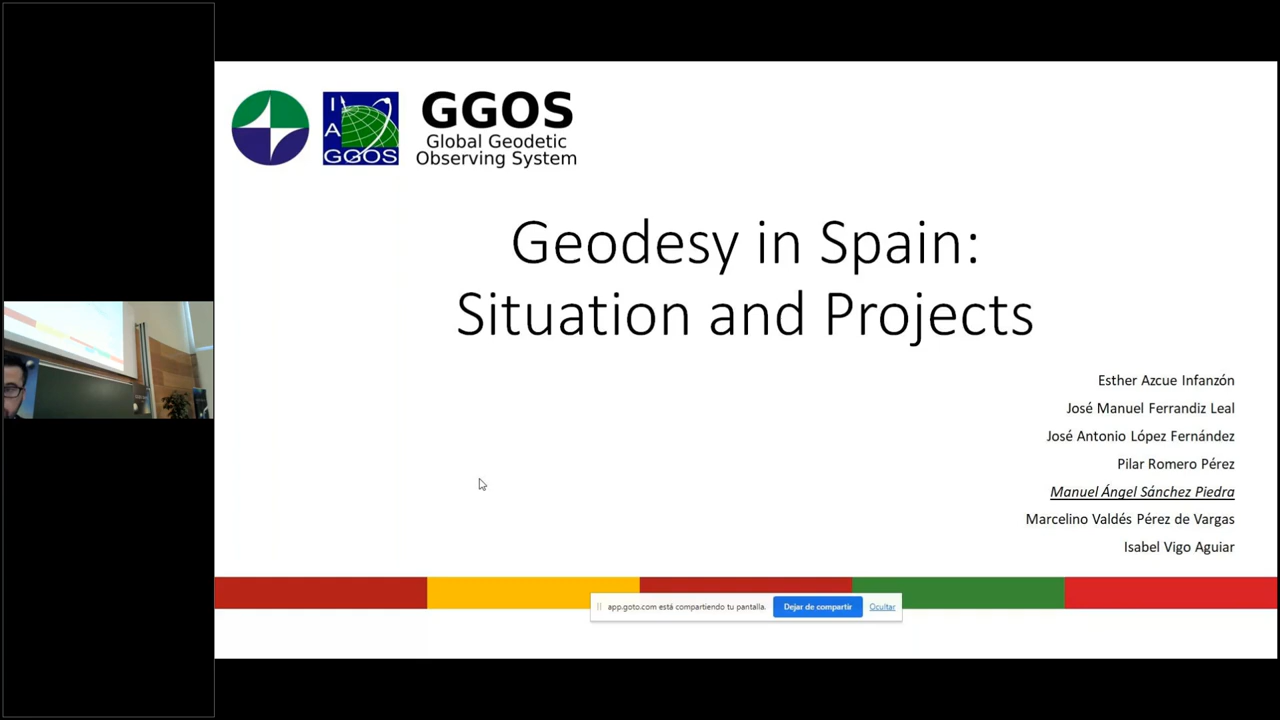 I
A
GGOS
GGOS
Global Geodetic
Observing System
Geodesy in Spain:
Situation and Projects
Esther Azcue Infanzón
José Manuel Ferrandiz Leal
José Antonio López Fernández
Pilar Romero Pérez
Manuel Ángel Sánchez Piedra
Marcelino Valdés Pérez de Vargas
Isabel Vigo Aguiar
app.goto.com está compartiendo tu pantalla. Dejar de compartir Ocultar